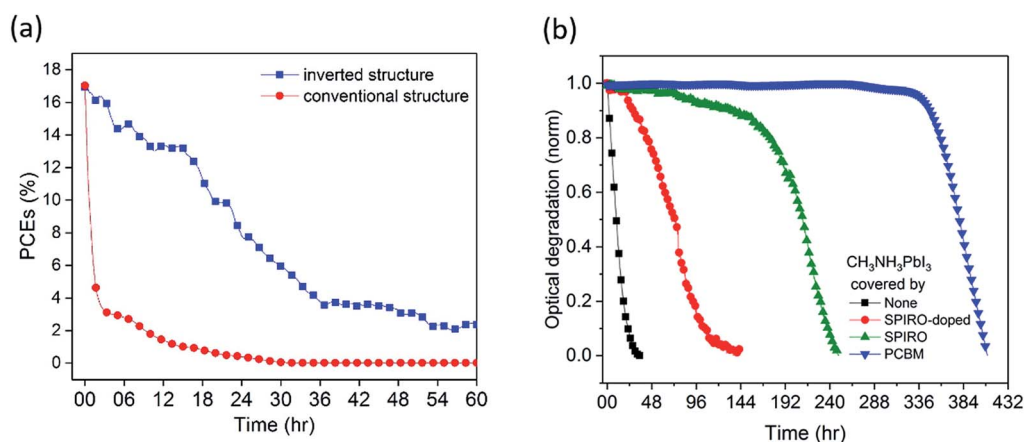 (a)
PCEs (%)
18
16
14
12
10
8
6
4
2
0
inverted structure
conventional structure
00 06 12 18 24 30 36 42 48 54 60
Time (hr)
(b)
Optical degradation (norm)
1.0
0.8
0.6
0.4
0.2
0.0
CH₃NH₃PbI₃
covered by
None
SPIRO-doped
SPIRO
PCBM
00 48 96 144 192 240 288 336 384 432
Time (hr)